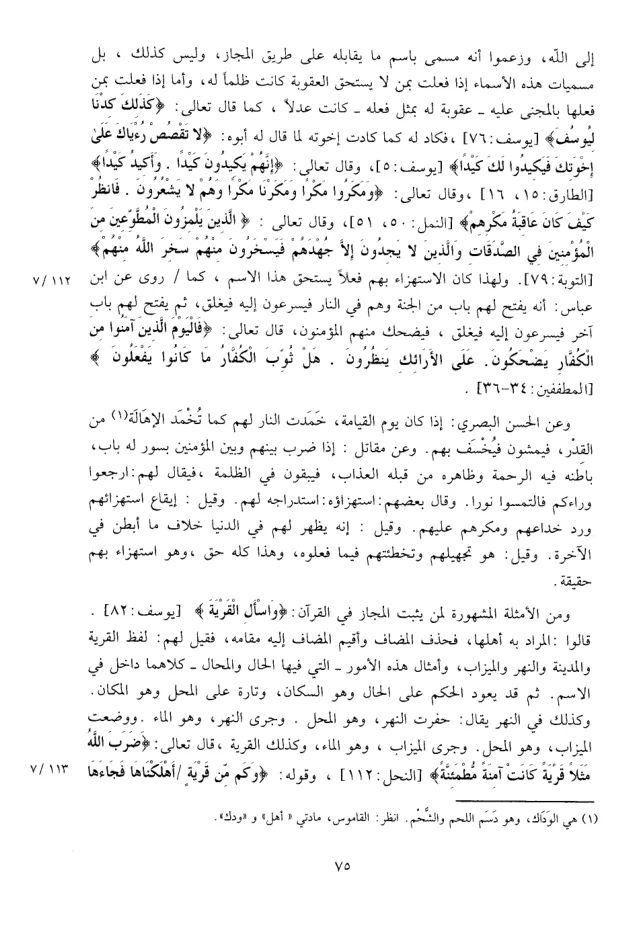 إلى الله، وزعموا أنه مسمى باسم ما يقابله على طريق المجاز، وليس كذلك ، بل
مسميات هذه الأسماء إذا فعلت بمن لا يستحق العقوبة كانت ظلماً له، وأما إذا فعلت بمن
فعلها بالمجنى عليه ـ عقوبة له بمثل فعله ـ كانت عدلاً ، كما قال تعالى: ﴿كَذَلِكَ كِدْنَا
لِيُوسُفَ﴾ [يوسف:٧٦] ،فكاد له كما كادت إخوته لما قال له أبوه: ﴿لا تَقْصُصْ رُءْيَاكَ عَلَىٰ
إِخْوَتِكَ فَيَكِيدُوا لَكَ كَيْدًا﴾ [يوسف:٥]، وقال تعالى: ﴿إِنَّهُمْ يَكِيدُونَ كَيْدًا . وَأَكِيدُ كَيْدًا﴾
[الطارق:١٥، ١٦] ،وقال تعالى: ﴿وَمَكَرُوا مَكْرًا وَمَكَرْنَا مَكْرًا وَهُمْ لا يَشْعُرُونَ . فَانظُرْ
كَيْفَ كَانَ عَاقِبَةُ مَكْرِهِمْ﴾ [النمل:٥٠، ٥١]، وقال تعالى : ﴿ الَّذِينَ يَلْمِزُونَ الْمُطَّوِّعِينَ مِنَ
الْمُؤْمِنِينَ فِي الصَّدَقَاتِ وَالَّذِينَ لا يَجِدُونَ إِلاَّ جُهْدَهُمْ فَيَسْخَرُونَ مِنْهُمْ سَخِرَ اللَّهُ مِنْهُمْ﴾
[التوبة:٧٩]. ولهذا كان الاستهزاء بهم فعلاً يستحق هذا الاسم ، كما / روى عن ابن
٧/ ١١٢
عباس: أنه يفتح لهم باب من الجنة وهم في النار فيسرعون إليه فيغلق، ثم يفتح لهم باب
آخر فيسرعون إليه فيغلق ، فيضحك منهم المؤمنون، قال تعالى: ﴿فَالْيَوْمَ الَّذِينَ آمَنُوا مِنَ
الْكُفَّارِ يَضْحَكُونَ. عَلَى الأَرَائِكِ يَنظُرُونَ . هَلْ ثُوِّبَ الْكُفَّارُ مَا كَانُوا يَفْعَلُونَ ﴾
[المطففين:٣٤-٣٦] .
وعن الحسن البصري: إذا كان يوم القيامة، خَمَدت النار لهم كما تُخْمَد الإهَالَة(١) من
القِدْر، فيمشون فيُخْسَف بهم. وعن مقاتل : إذا ضرب بينهم وبين المؤمنين بسور له باب،
باطنه فيه الرحمة وظاهره من قبله العذاب، فيبقون في الظلمة ، فيقال لهم:ارجعوا
وراءكم فالتمسوا نورا. وقال بعضهم:استهزاؤه:استدراجه لهم. وقيل : إيقاع استهزائهم
ورد خداعهم ومكرهم عليهم. وقيل : إنه يظهر لهم في الدنيا خلاف ما أبطن في
الآخرة. وقيل: هو تجهيلهم وتخطئتهم فيما فعلوه، وهذا كله حق ،وهو استهزاء بهم
حقيقة.
ومن الأمثلة المشهورة لمن يثبت المجاز في القرآن:﴿وَاسْأَلِ الْقَرْيَةَ ﴾ [يوسف:٨٢] .
قالوا :المراد به أهلها، فحذف المضاف وأقيم المضاف إليه مقامه، فقيل لهم: لفظ القرية
والمدينة والنهر والميزاب، وأمثال هذه الأمور ـ التي فيها الحال والمحال ـ كلاهما داخل في
الاسم. ثم قد يعود الحكم على الحال وهو السكان، وتارة على المحل وهو المكان.
وكذلك في النهر يقال: حفرت النهر، وهو المحل . وجرى النهر، وهو الماء .ووضعت
الميزاب، وهو المحل. وجرى الميزاب ، وهو الماء، وكذلك القرية ،قال تعالى:﴿ضَرَبَ اللَّهُ
مَثَلاً قَرْيَةً كَانَتْ آمِنَةً مُّطْمَئِنَّةً﴾ [النحل:١١٢] ، وقوله: ﴿وَكَم مِّن قَرْيَةٍ /أَهْلَكْنَاهَا فَجَاءَهَا
٧/ ١١٣
(١) هي الوَدَك، وهو دَسَم اللحم والشَّحْم. انظر: القاموس، مادتي « أهل» و «ودك».
٧٥